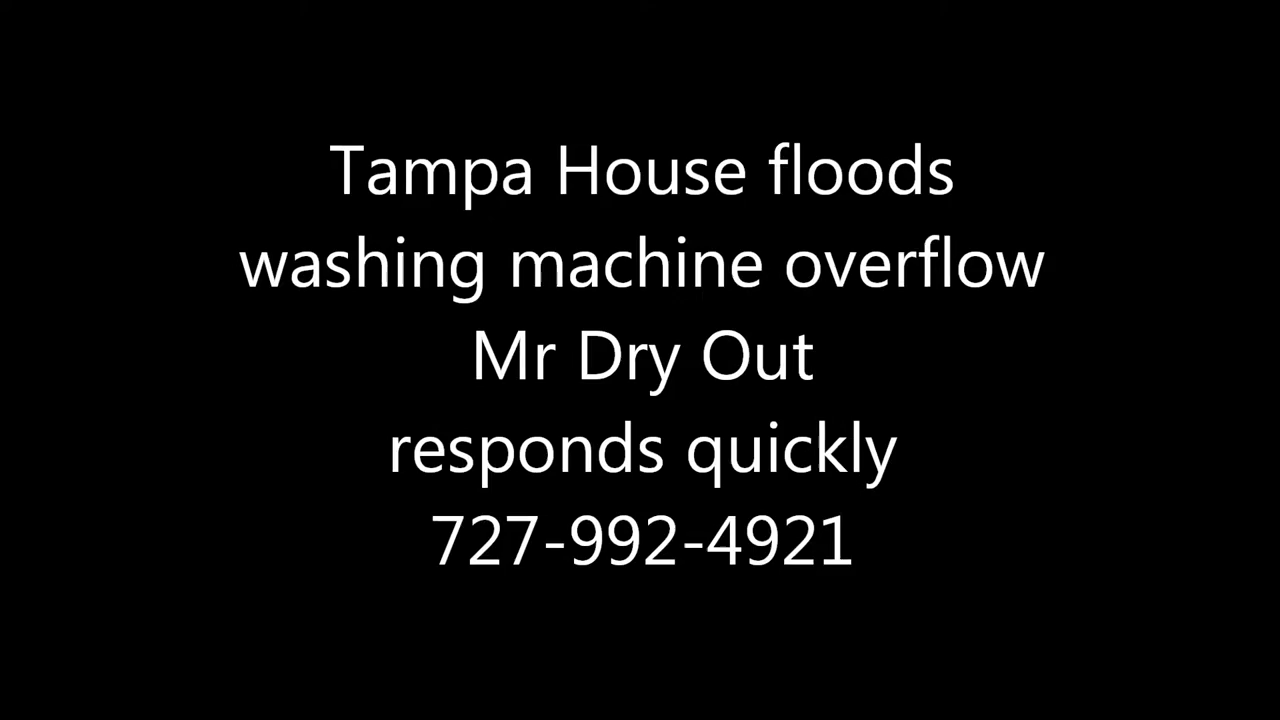 Tampa House floods
washing machine overflow
Mr Dry Out
responds quickly
727-992-4921